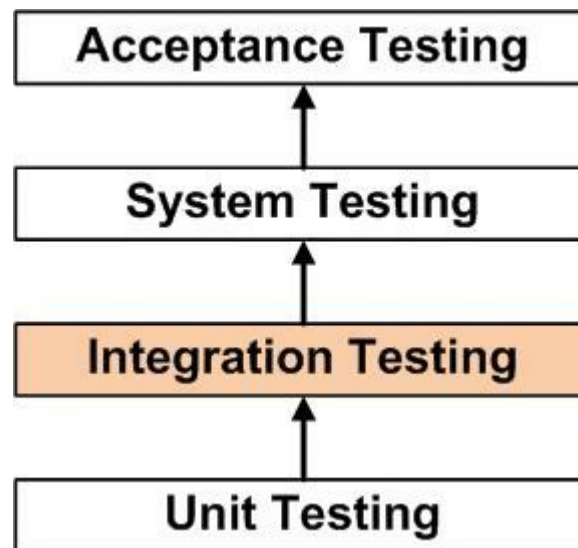 Acceptance Testing
System Testing
Integration Testing
Unit Testing